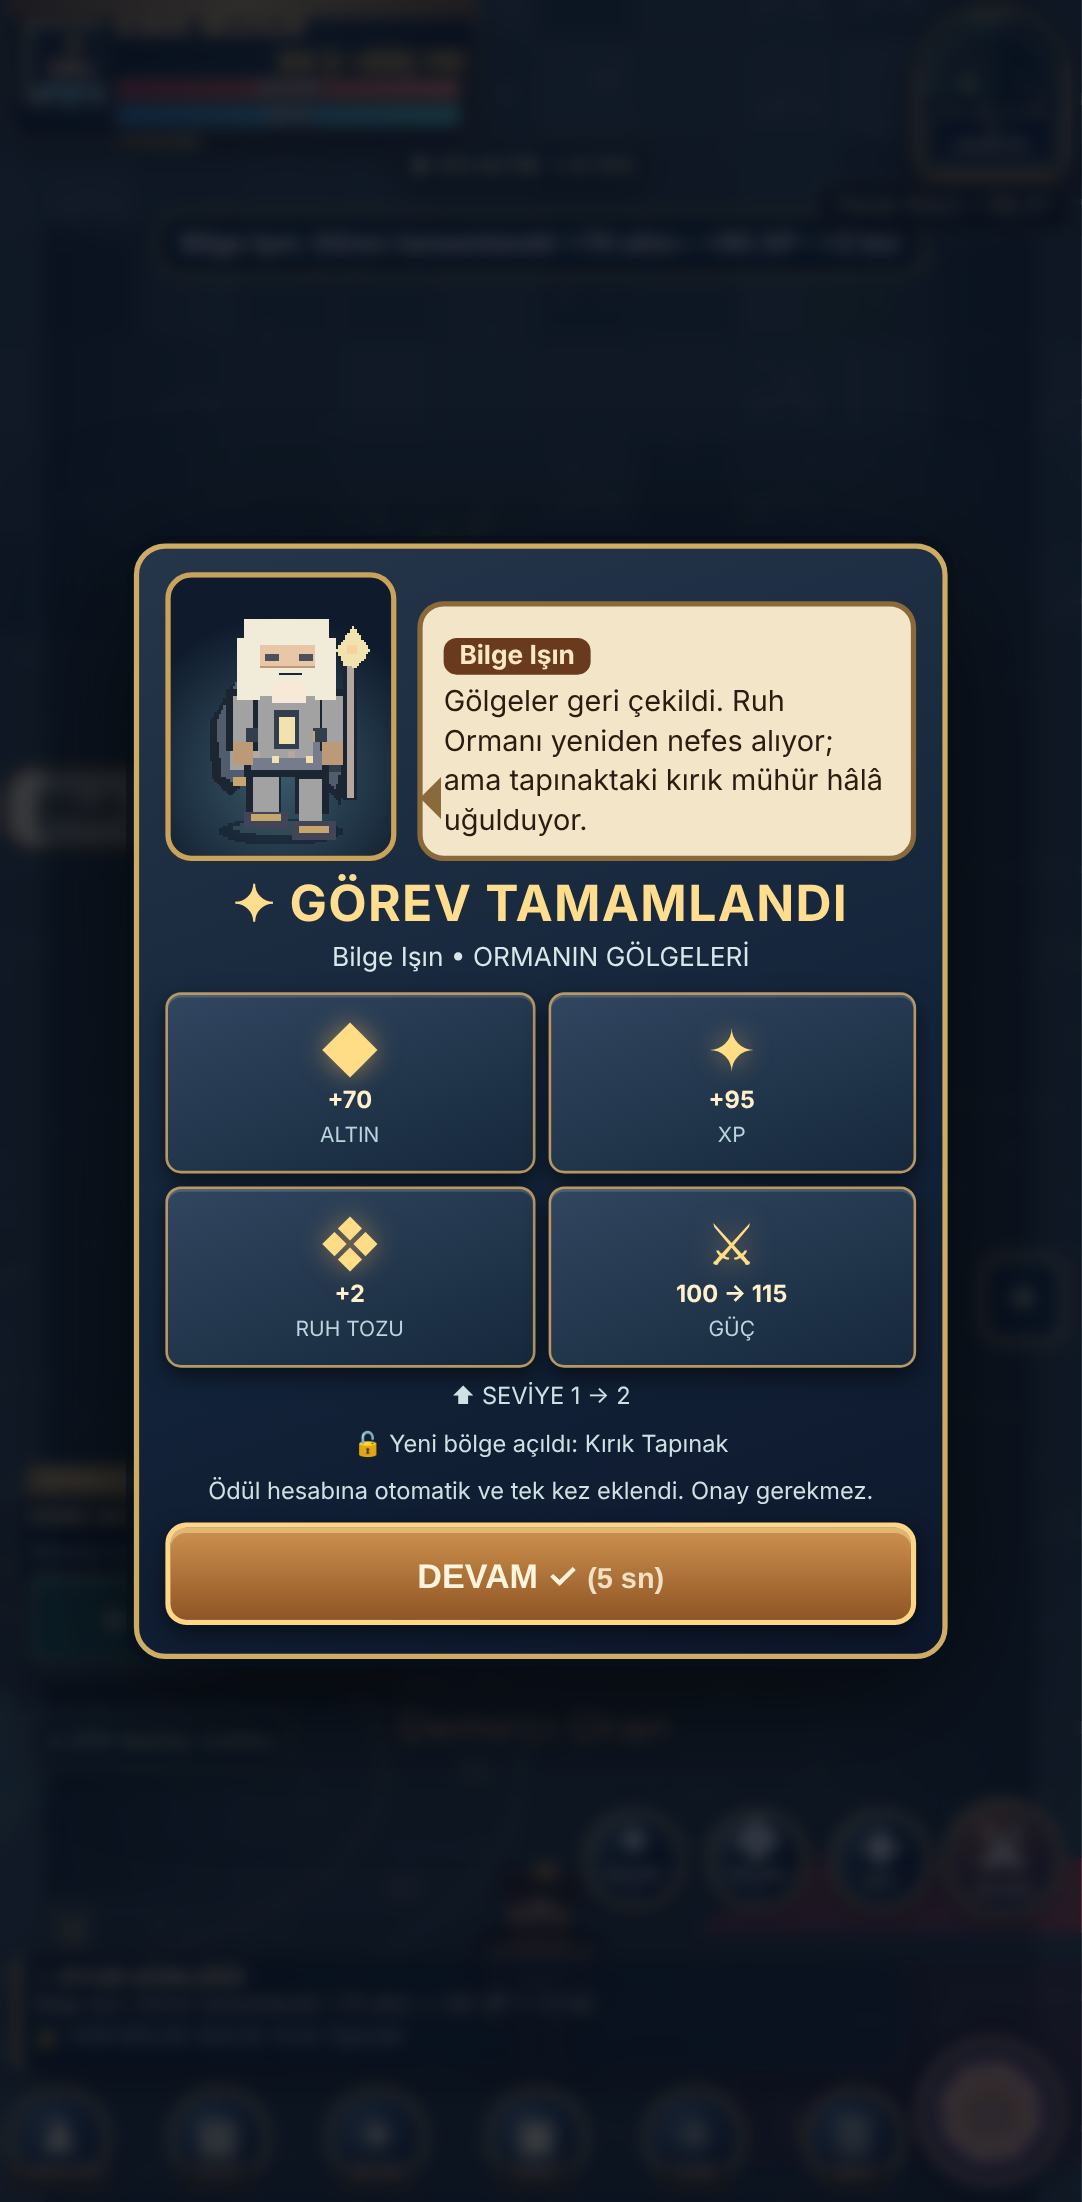 Bilge Işın
Gölgeler geri çekildi. Ruh
Ormanı yeniden nefes alıyor;
ama tapınaktaki kırık mühür hâlâ
uğulduyor.
✦ GÖREV TAMAMLANDI
Bilge Işın • ORMANIN GÖLGELERİ
+70
ALTIN
+95
XP
+2
RUH TOZU
100 → 115
GÜÇ
⬆ SEVİYE 1 → 2
🔓 Yeni bölge açıldı: Kırık Tapınak
Ödül hesabına otomatik ve tek kez eklendi. Onay gerekmez.
DEVAM ✓ (5 sn)